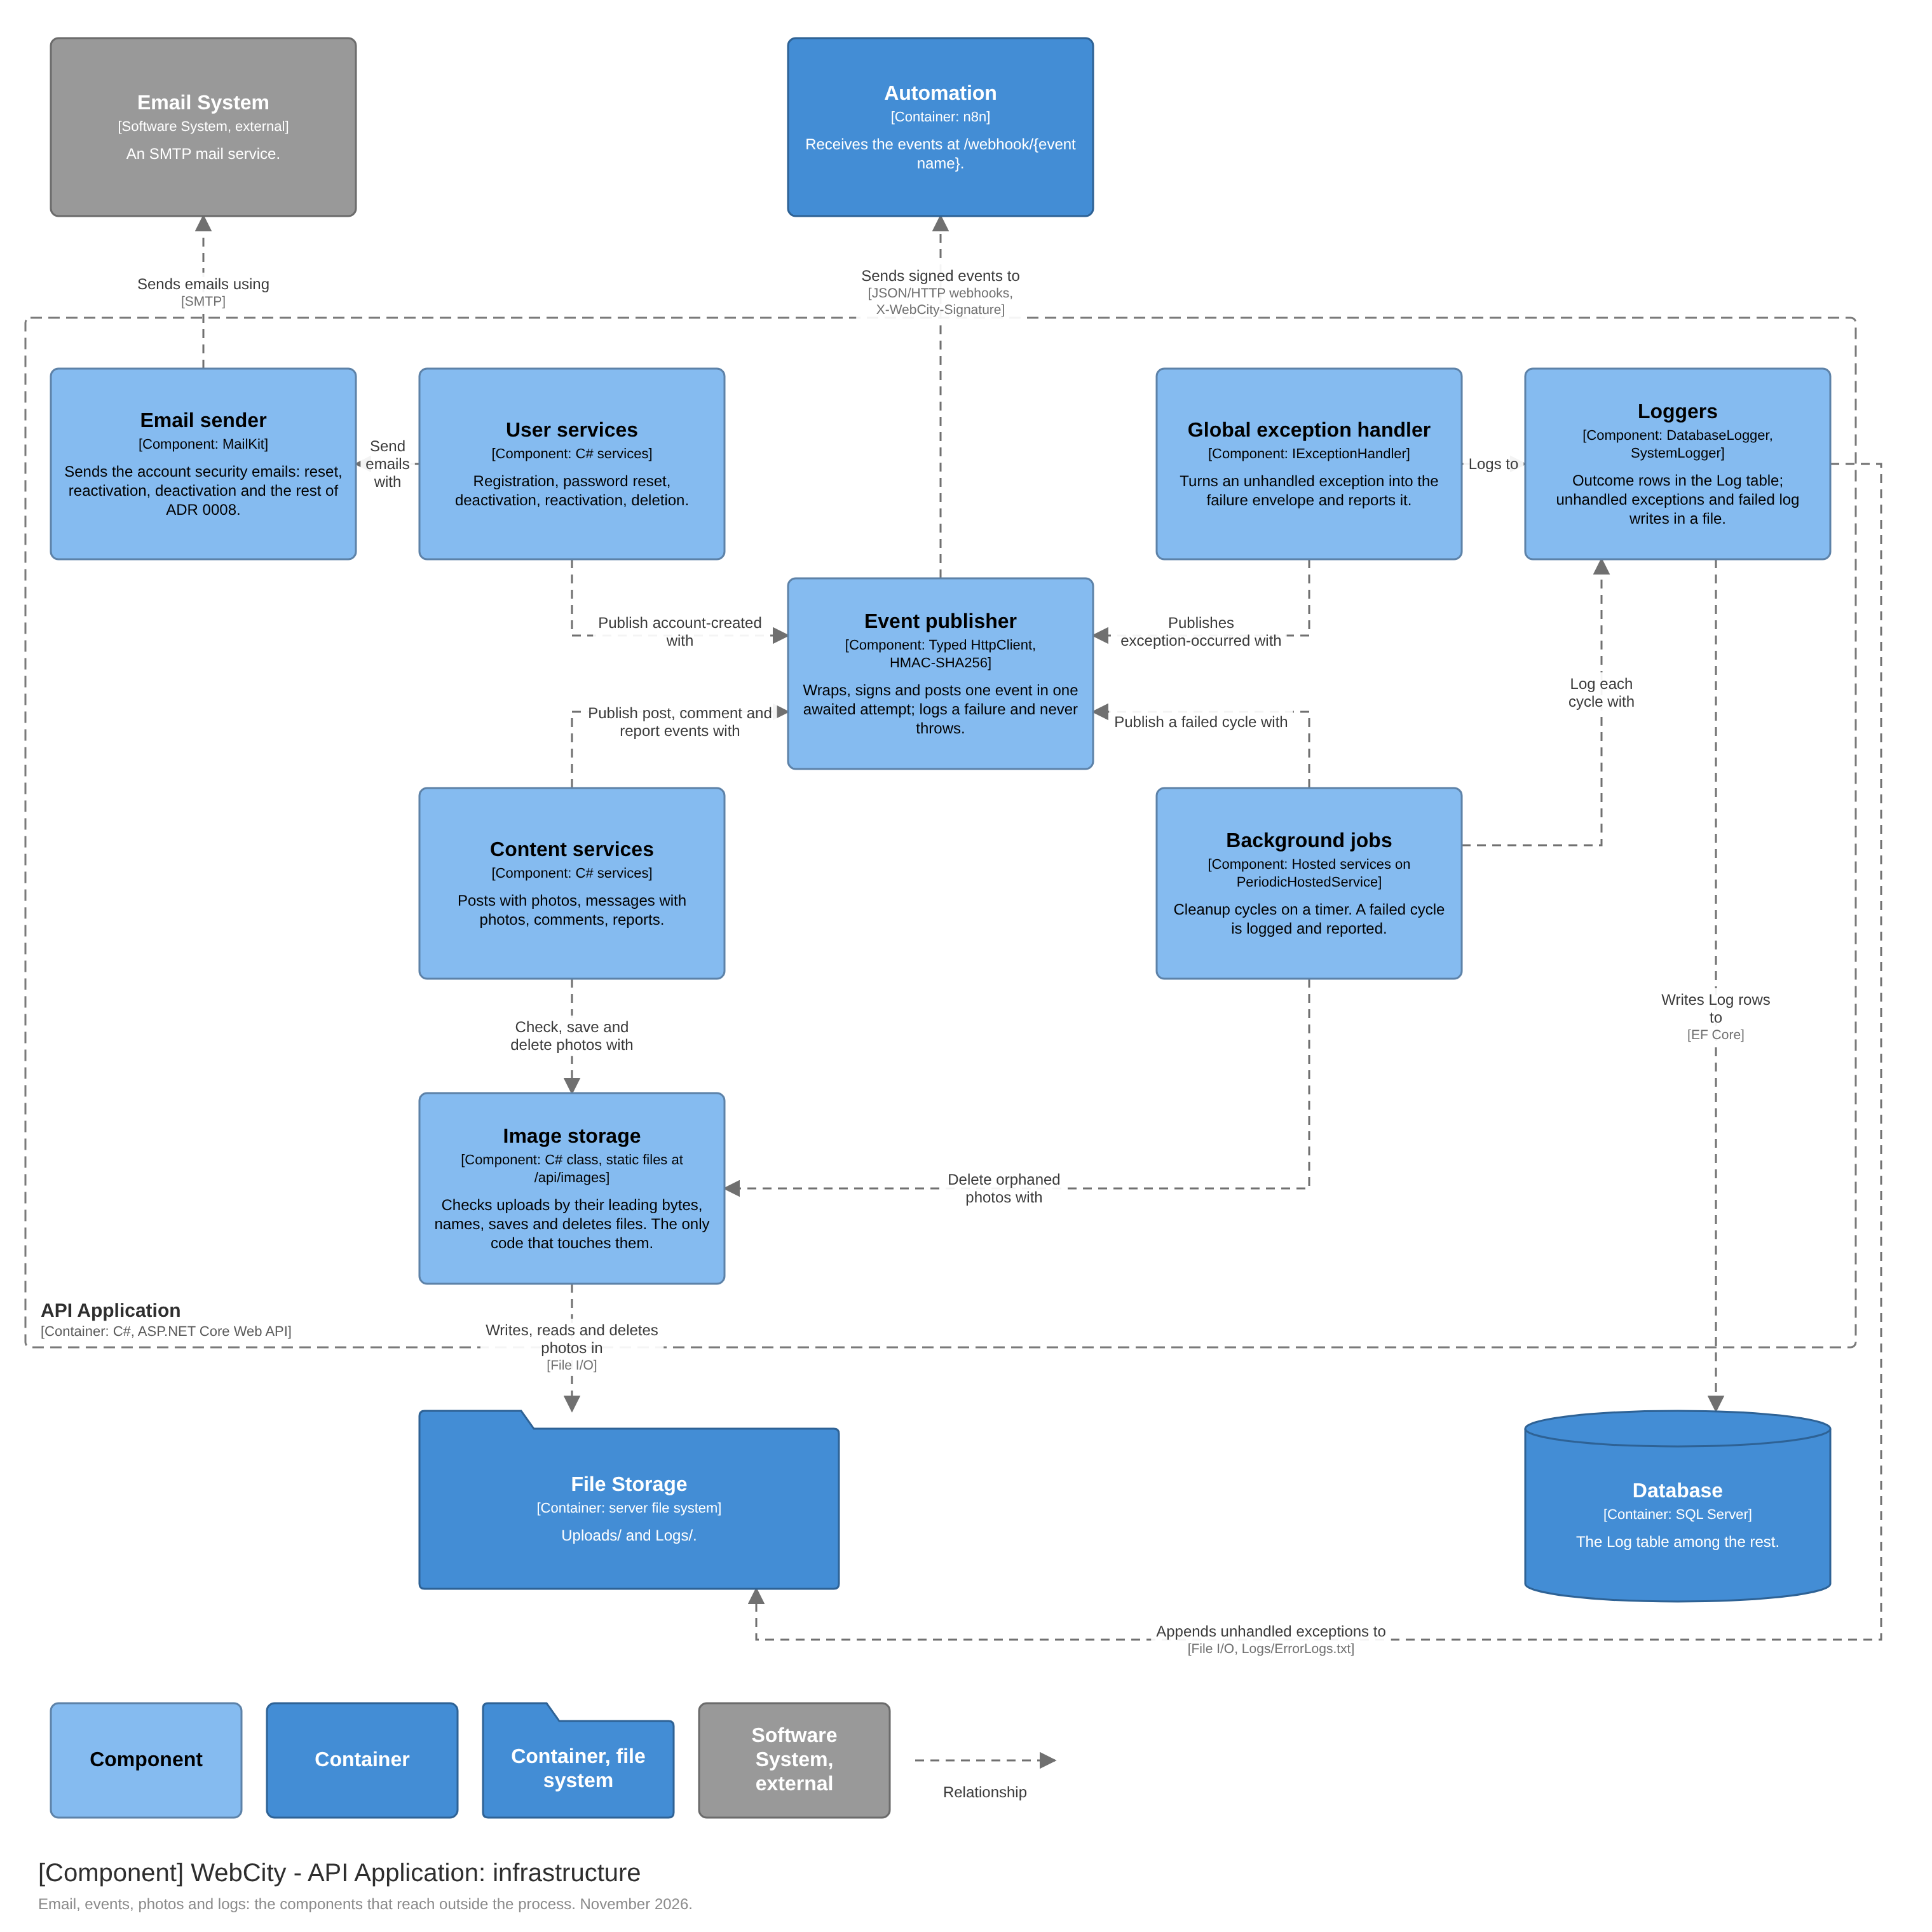 Email System
[Software System, external]
An SMTP mail service.
Automation
[Container: n8n]
Receives the events at /webhook/{event
name}.
Sends emails using
[SMTP]
Sends signed events to
[JSON/HTTP webhooks,
X-WebCity-Signature]
Email sender
[Component: MailKit]
Sends the account security emails: reset,
reactivation, deactivation and the rest of
ADR 0008.
Send
emails
with
User services
[Component: C# services]
Registration, password reset,
deactivation, reactivation, deletion.
Global exception handler
[Component: IExceptionHandler]
Turns an unhandled exception into the
failure envelope and reports it.
Logs to
Loggers
[Component: DatabaseLogger,
SystemLogger]
Outcome rows in the Log table;
unhandled exceptions and failed log
writes in a file.
Publish account-created
with
Event publisher
[Component: Typed HttpClient,
HMAC-SHA256]
Wraps, signs and posts one event in one
awaited attempt; logs a failure and never
throws.
Publishes
exception-occurred with
Log each
cycle with
Publish post, comment and
report events with
Publish a failed cycle with
Content services
[Component: C# services]
Posts with photos, messages with
photos, comments, reports.
Background jobs
[Component: Hosted services on
PeriodicHostedService]
Cleanup cycles on a timer. A failed cycle
is logged and reported.
Check, save and
delete photos with
Writes Log rows
to
[EF Core]
Image storage
[Component: C# class, static files at
/api/images]
Checks uploads by their leading bytes,
names, saves and deletes files. The only
code that touches them.
Delete orphaned
photos with
API Application
[Container: C#, ASP.NET Core Web API]
Writes, reads and deletes
photos in
[File I/O]
File Storage
[Container: server file system]
Uploads/ and Logs/.
Database
[Container: SQL Server]
The Log table among the rest.
Appends unhandled exceptions to
[File I/O, Logs/ErrorLogs.txt]
Component
Container
Container, file
system
Software
System,
external
Relationship
[Component] WebCity - API Application: infrastructure
Email, events, photos and logs: the components that reach outside the process. November 2026.